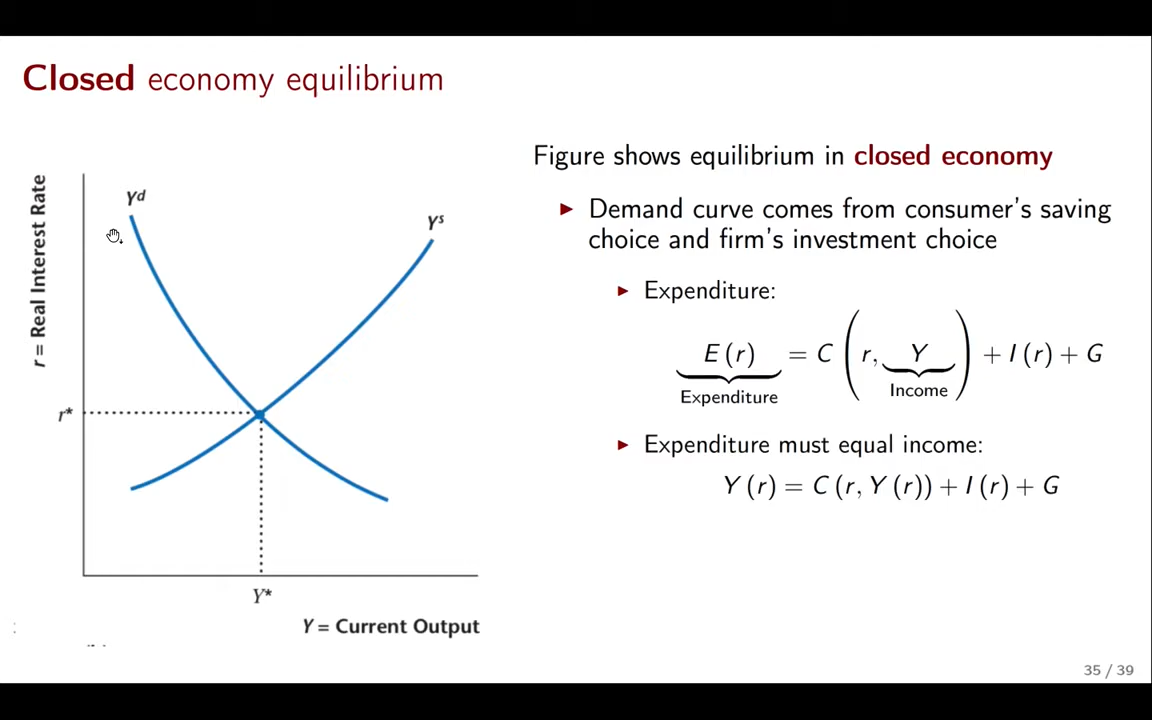 Closed economy equilibrium
r = Real Interest Rate
Yᵈ
Yˢ
r*
Y*
Y = Current Output
Figure shows equilibrium in closed economy
▶ Demand curve comes from consumer's saving
choice and firm's investment choice
▶ Expenditure:
E (r) = C (r, Y) + I (r) + G
Expenditure
Income
▶ Expenditure must equal income:
Y (r) = C (r, Y (r)) + I (r) + G
35 / 39